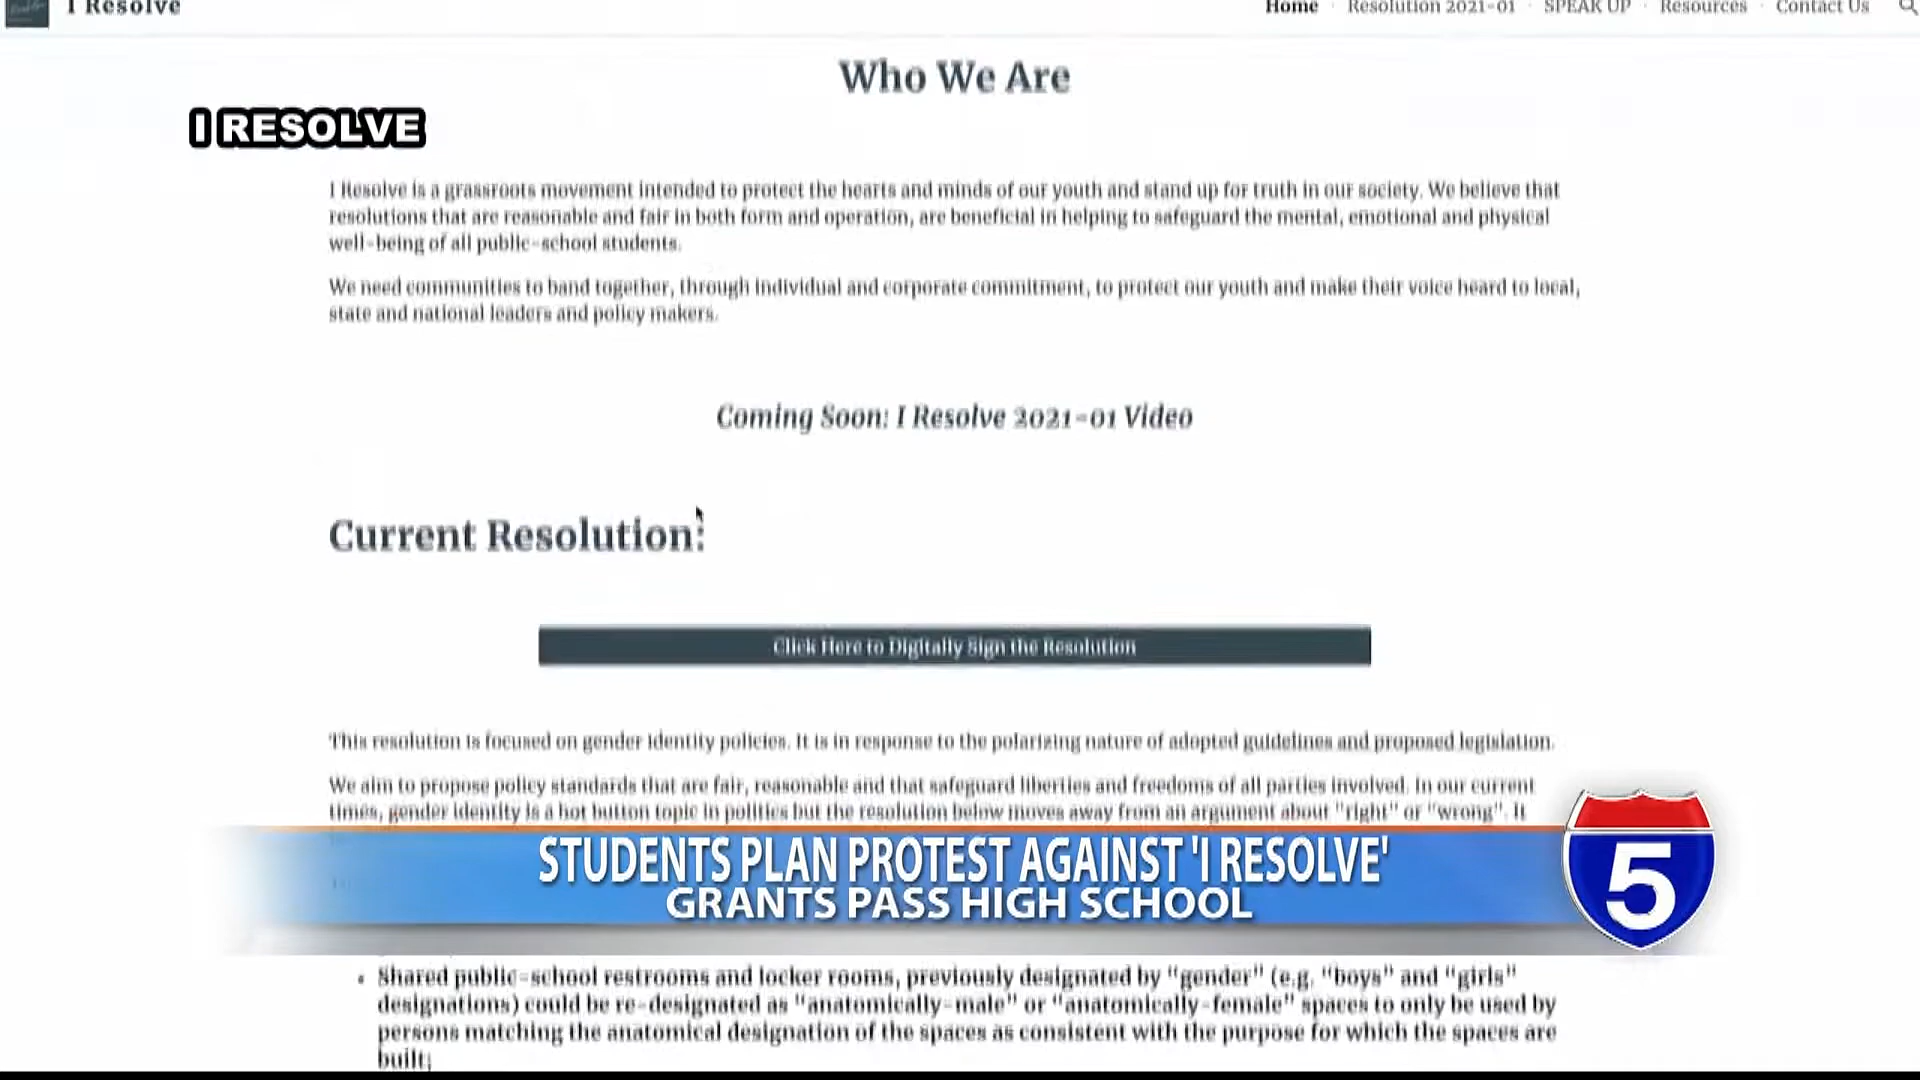 I Resolve
Home · Resolution 2021-01 · SPEAK UP · Resources · Contact Us
Who We Are
I RESOLVE
I Resolve is a grassroots movement intended to protect the hearts and minds of our youth and stand up for truth in our society. We believe that
resolutions that are reasonable and fair in both form and operation, are beneficial in helping to safeguard the mental, emotional and physical
well-being of all public-school students.
We need communities to band together, through individual and corporate commitment, to protect our youth and make their voice heard to local,
state and national leaders and policy makers.
Coming Soon: I Resolve 2021-01 Video
Current Resolution:
Click Here to Digitally Sign the Resolution
This resolution is focused on gender identity policies. It is in response to the polarizing nature of adopted guidelines and proposed legislation.
We aim to propose policy standards that are fair, reasonable and that safeguard liberties and freedoms of all parties involved. In our current
times, gender identity is a hot button topic in politics but the resolution below moves away from an argument about "right" or "wrong". It
STUDENTS PLAN PROTEST AGAINST 'I RESOLVE'
GRANTS PASS HIGH SCHOOL
5
• Shared public-school restrooms and locker rooms, previously designated by "gender" (e.g. "boys" and "girls"
designations) could be re-designated as "anatomically-male" or "anatomically-female" spaces to only be used by
persons matching the anatomical designation of the spaces as consistent with the purpose for which the spaces are
built;